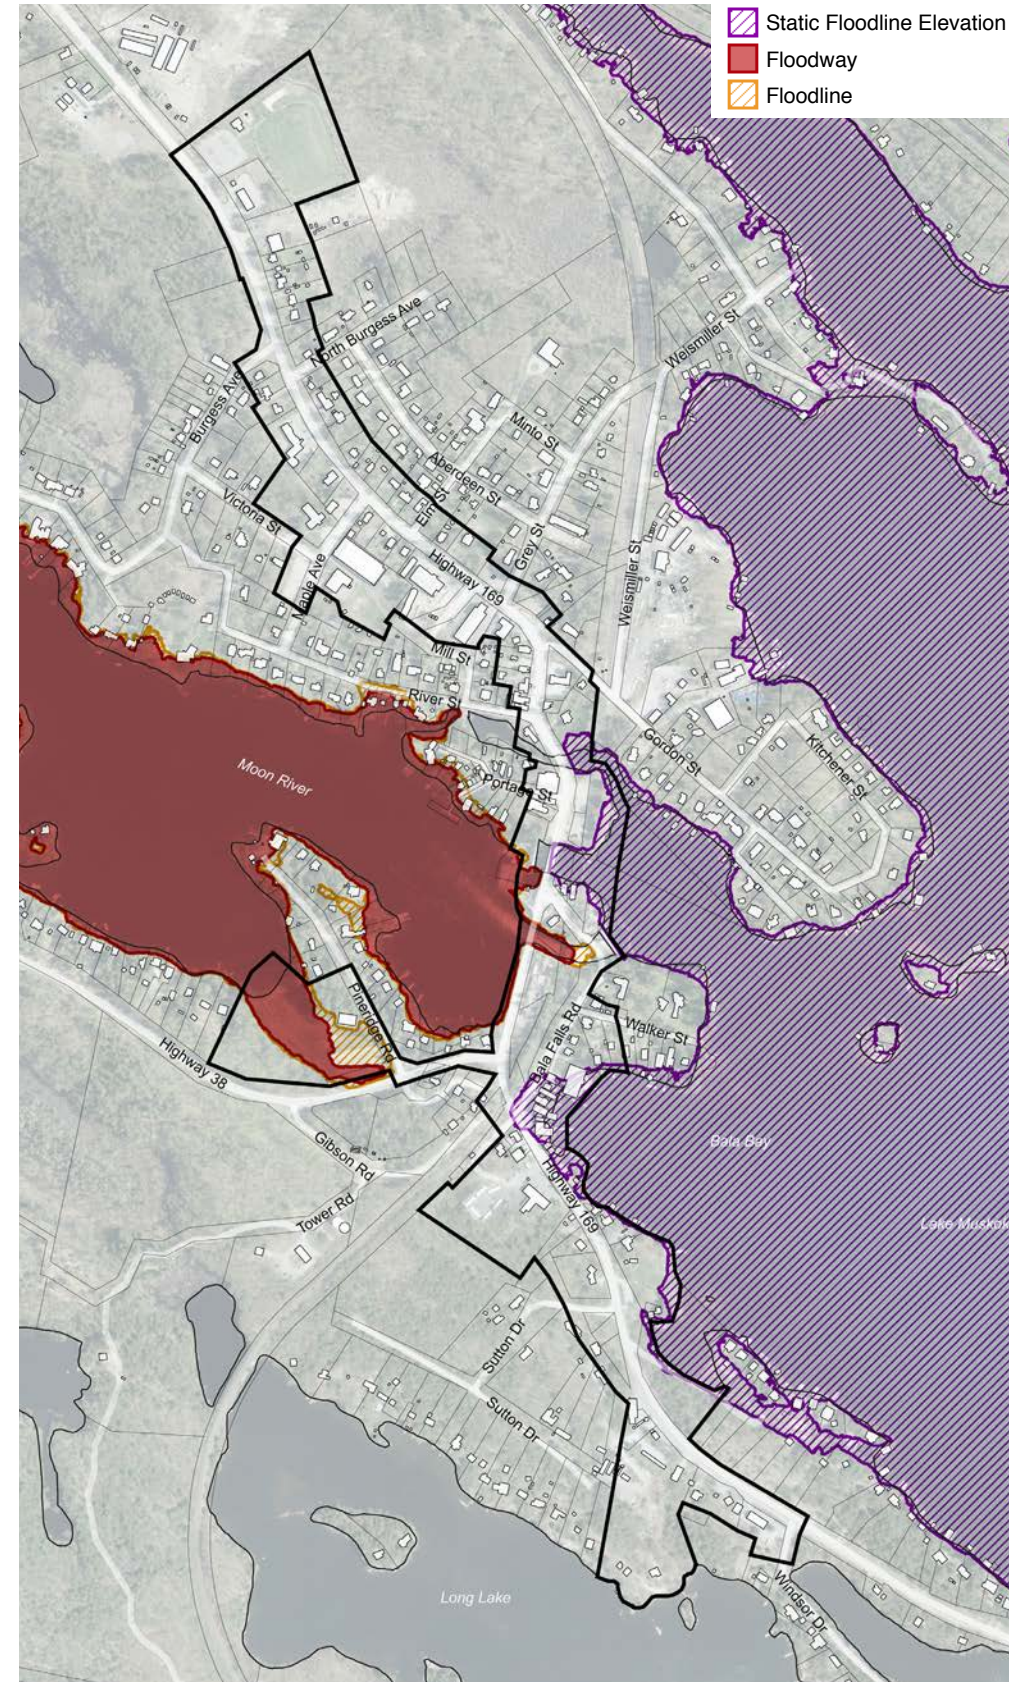 Static Floodline Elevation
Floodway
Floodline
North Burgess Ave
Weismiller St
Burgess Ave
Minto St
Aberdeen St
Elm St
Victoria St
Grey St
Highway 169
Maple Ave
Weismiller St
Mill St
River St
Gordon St
Kitchener St
Moon River
Portage St
Pineridge Rd
Bala Falls Rd
Walker St
Highway 38
Bala Bay
Gibson Rd
Highway 169
Tower Rd
Lake Muskok
Sutton Dr
Sutton Dr
Long Lake
Windsor Dr